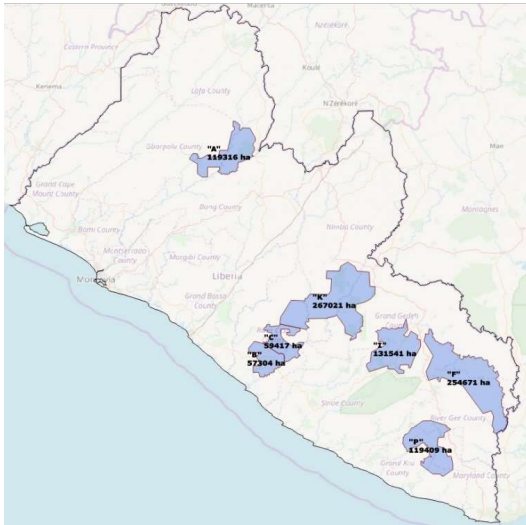 Macenta
Eastern Province
Kouté
Kenema
Lofa County
N'Zérékoré
"A"
119316 ha
Gbarpolu County
Man
Grand Cape
Mount County
Bong County
Montagnes
Bomi County
Nimba County
Montserrado
County
Margibi County
Liberia
Monrovia
Grand Bassa
County
"K"
267021 ha
Grand Gedeh
County
"C"
59417 ha
"B"
57304 ha
"I"
131541 ha
"F"
254671 ha
Sinoe County
River Gee County
"P"
119409 ha
Grand Kru
County
Maryland County